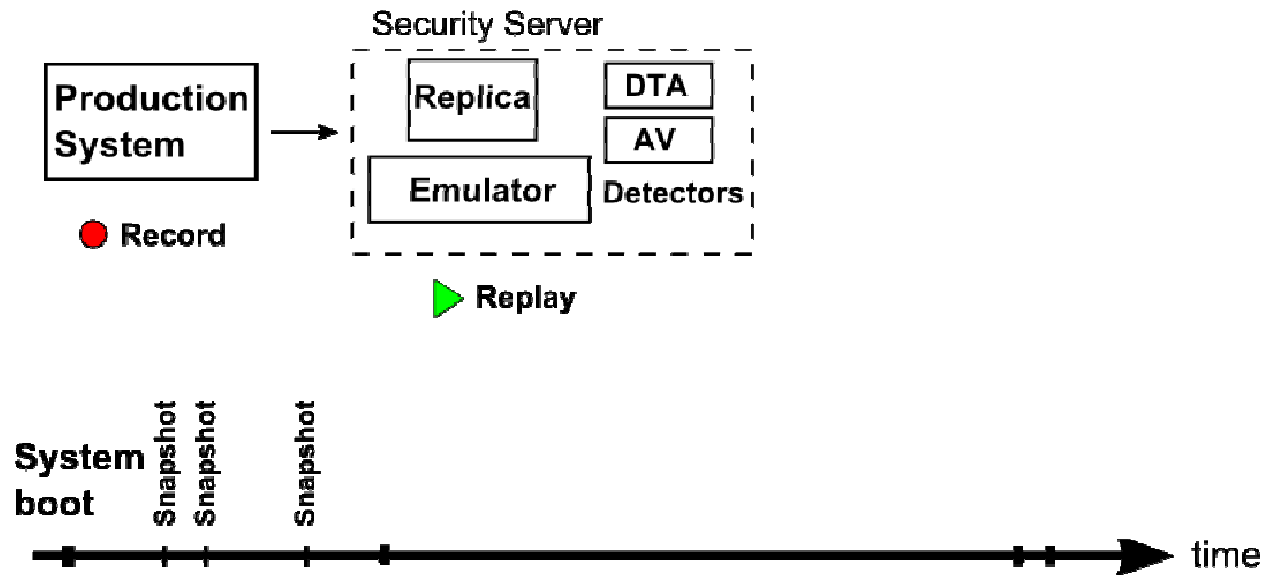 Security Server
Production
System
Replica
DTA
AV
Emulator
Detectors
Record
Replay
System
boot
Snapshot
Snapshot
Snapshot
time